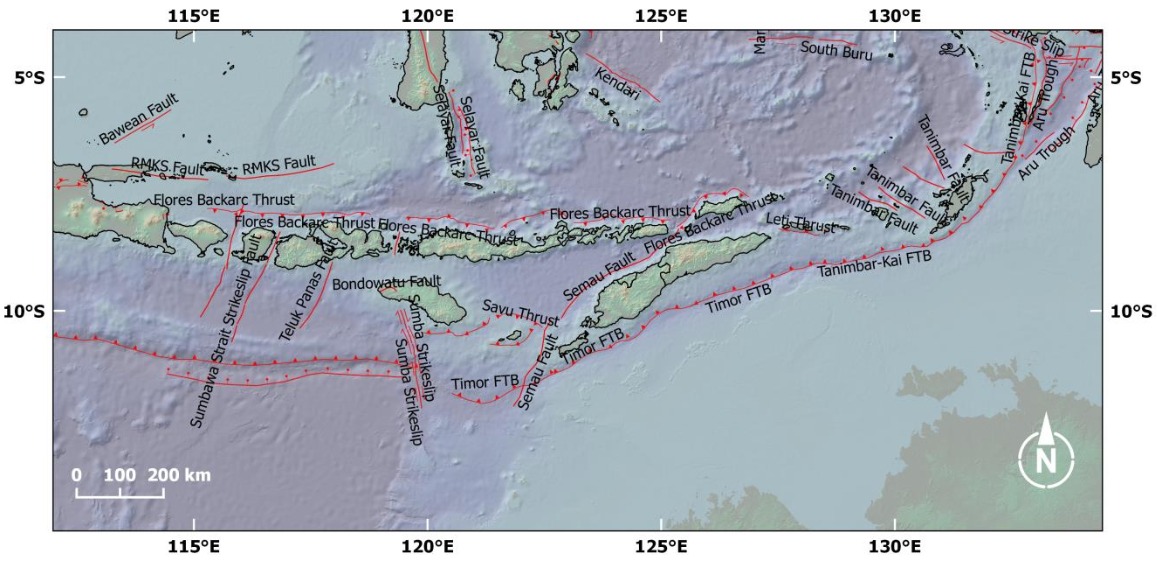 115°E
120°E
125°E
130°E
5°S
5°S
10°S
10°S
South Buru
Strike Slip
Kendari
Bawean Fault
Selayar Fault
Selayar Fault
Tanimbar-Kai FTB
Aru Trough
Aru Trough
RMKS Fault
RMKS Fault
Tanimbar Fault
Tanimbar Fault
Tanimbar Fault
Flores Backarc Thrust
Flores Backarc Thrust
Flores Backarc Thrust
Flores Backarc Thrust
Flores Backarc Thrust
Leti Thrust
Semau Fault
Tanimbar-Kai FTB
Bondowatu Fault
Timor FTB
Savu Thrust
Sumbawa Strait Strikeslip Fault
Teluk Panas Fault
Sumba Strikeslip
Sumba Strikeslip
Semau Fault
Timor FTB
Timor FTB
0 100 200 km
N
115°E
120°E
125°E
130°E